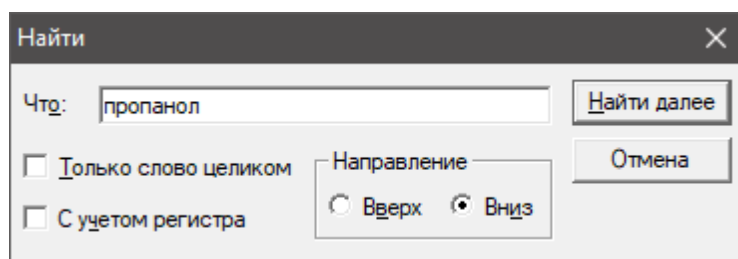 Найти
Что: пропанол Найти далее
Только слово целиком Направление Отмена
С учетом регистра Вверх Вниз